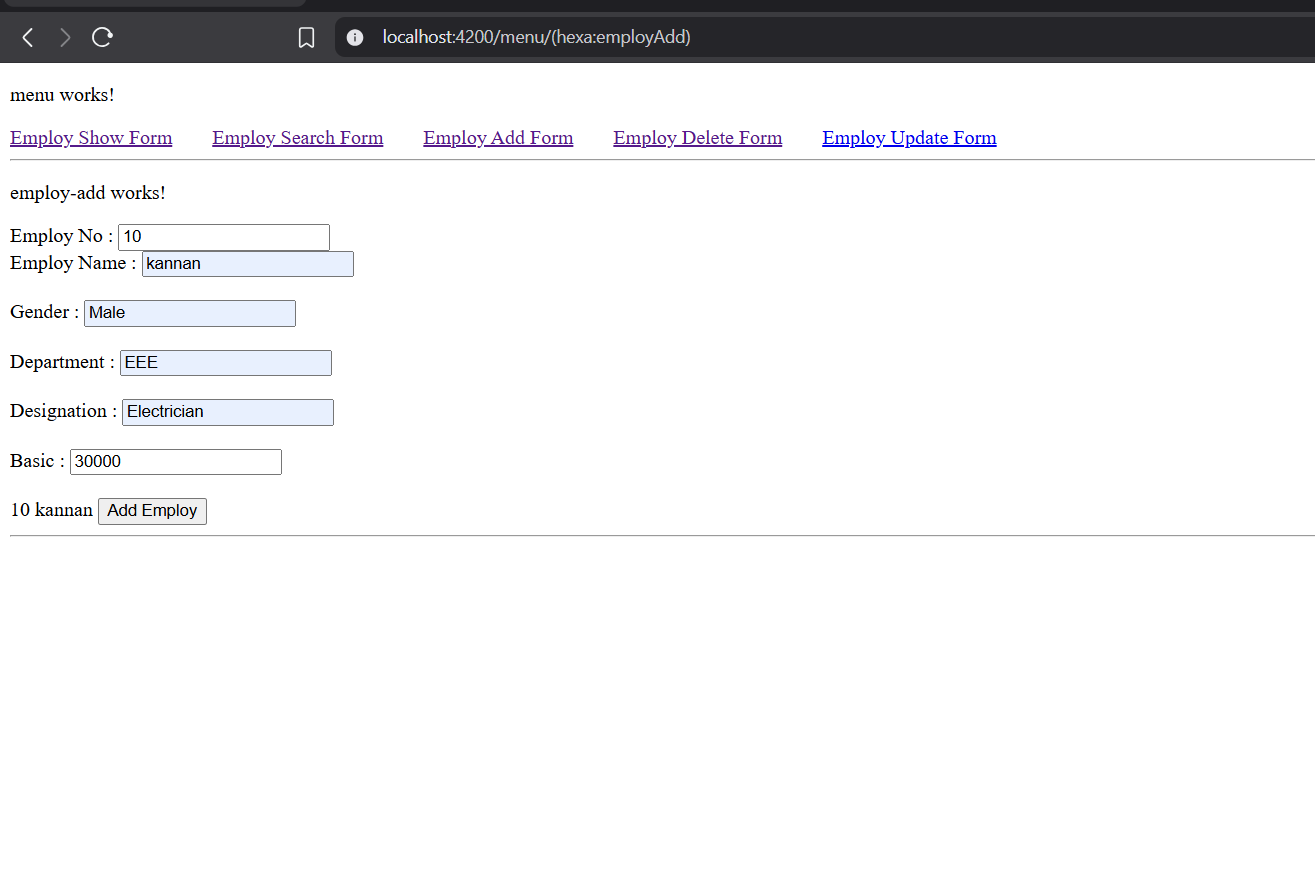 localhost:4200/menu/(hexa:employAdd)
menu works!
Employ Show Form Employ Search Form Employ Add Form Employ Delete Form Employ Update Form
employ-add works!
Employ No : 10
Employ Name : kannan
Gender : Male
Department : EEE
Designation : Electrician
Basic : 30000
10 kannan Add Employ